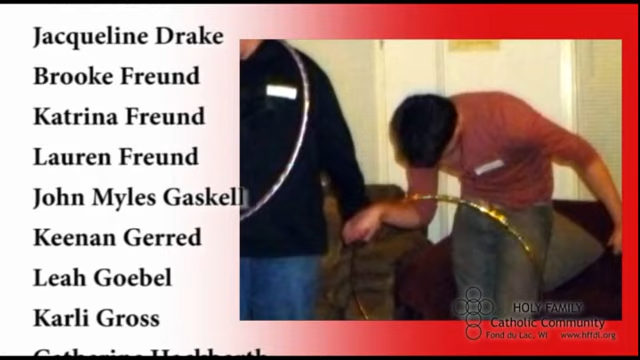 Jacqueline Drake
Brooke Freund
Katrina Freund
Lauren Freund
John Myles Gaskell
Keenan Gerred
Leah Goebel
Karli Gross
HOLY FAMILY
Catholic Community
Fond du Lac, WI www.hffdl.org